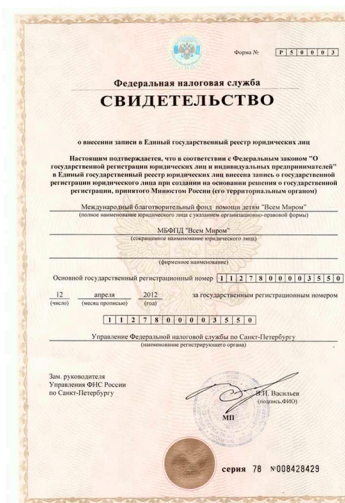 Форма № Р 5 0 0 0 3
Федеральная налоговая служба
СВИДЕТЕЛЬСТВО
о внесении записи в Единый государственный реестр юридических лиц
Настоящим подтверждается, что в соответствии с Федеральным законом "О
государственной регистрации юридических лиц и индивидуальных предпринимателей"
в Единый государственный реестр юридических лиц внесена запись о государственной
регистрации юридического лица при создании на основании решения о государственной
регистрации, принятого Минюстом России (его территориальным органом)
Международный благотворительный фонд помощи детям "Всем Миром"
(полное наименование юридического лица с указанием организационно-правовой формы)
МБФПД "Всем Миром"
(сокращенное наименование юридического лица)
(фирменное наименование)
Основной государственный регистрационный номер 1 1 2 7 8 0 0 0 0 3 5 5 0
12 апреля 2012 за государственным регистрационным номером
(число) (месяц прописью) (год)
1 1 2 7 8 0 0 0 0 3 5 5 0
Управление Федеральной налоговой службы по Санкт-Петербургу
(наименование регистрирующего органа)
Зам. руководителя
Управления ФНС России
по Санкт-Петербургу
В.И. Васильев
(подпись, ФИО)
МП
серия 78 №008428429